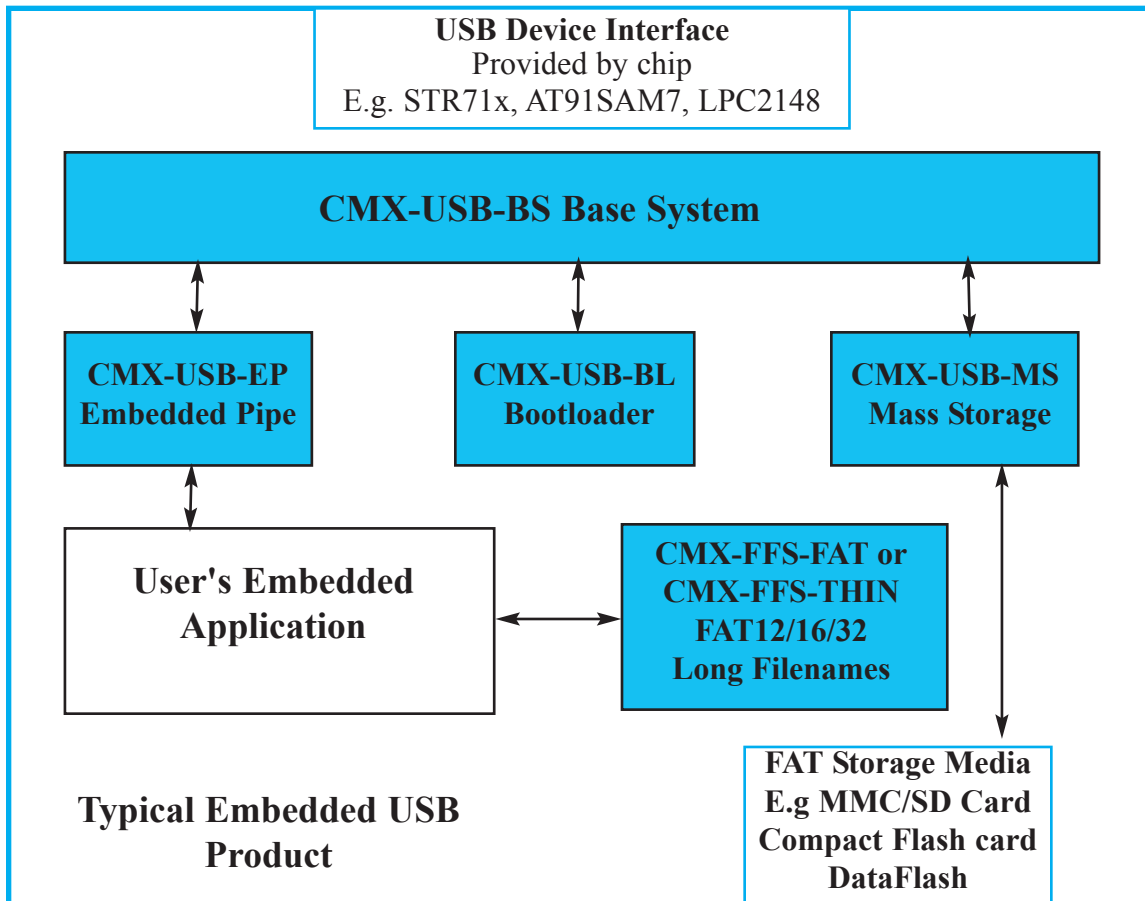 USB Device Interface
Provided by chip
E.g. STR71x, AT91SAM7, LPC2148
CMX-USB-BS Base System
CMX-USB-EP
Embedded Pipe
CMX-USB-BL
Bootloader
CMX-USB-MS
Mass Storage
User's Embedded
Application
CMX-FFS-FAT or
CMX-FFS-THIN
FAT12/16/32
Long Filenames
Typical Embedded USB
Product
FAT Storage Media
E.g MMC/SD Card
Compact Flash card
DataFlash